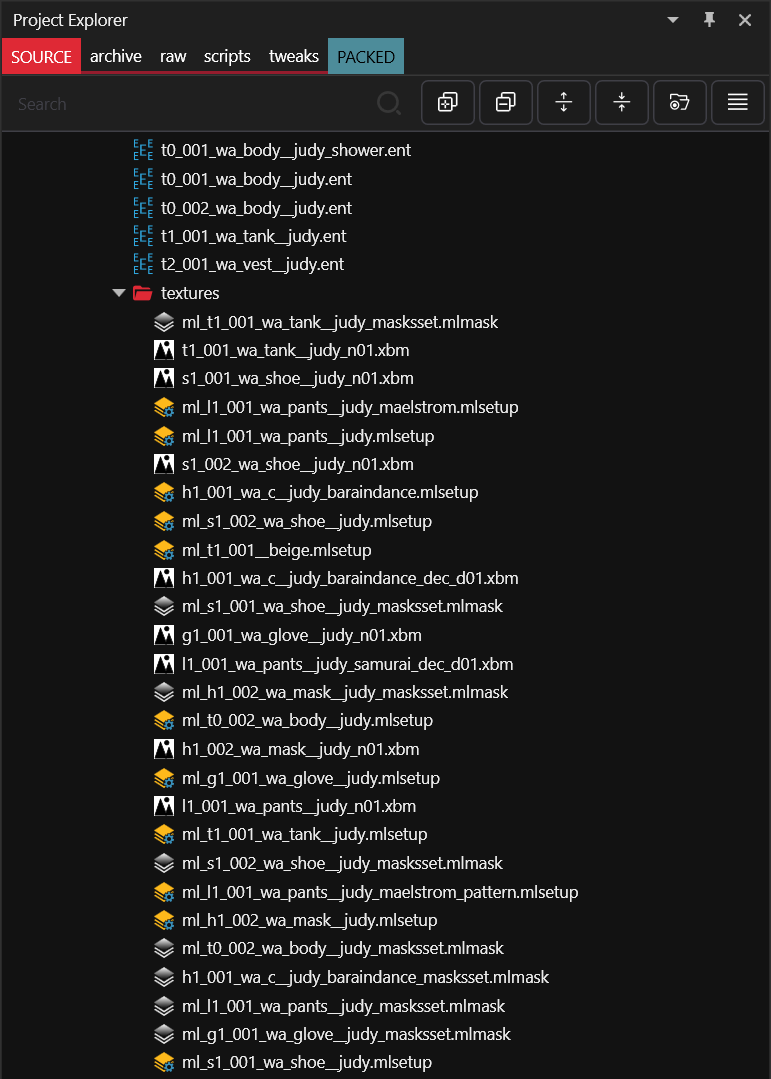 Project Explorer
SOURCE archive raw scripts tweaks PACKED
Search
t0_001_wa_body__judy_shower.ent
t0_001_wa_body__judy.ent
t0_002_wa_body__judy.ent
t1_001_wa_tank__judy.ent
t2_001_wa_vest__judy.ent
textures
ml_t1_001_wa_tank__judy_masksset.mlmask
t1_001_wa_tank__judy_n01.xbm
s1_001_wa_shoe__judy_n01.xbm
ml_l1_001_wa_pants__judy_maelstrom.mlsetup
ml_l1_001_wa_pants__judy.mlsetup
s1_002_wa_shoe__judy_n01.xbm
h1_001_wa_c__judy_baraindance.mlsetup
ml_s1_002_wa_shoe__judy.mlsetup
ml_t1_001__beige.mlsetup
h1_001_wa_c__judy_baraindance_dec_d01.xbm
ml_s1_001_wa_shoe__judy_masksset.mlmask
g1_001_wa_glove__judy_n01.xbm
l1_001_wa_pants__judy_samurai_dec_d01.xbm
ml_h1_002_wa_mask__judy_masksset.mlmask
ml_t0_002_wa_body__judy.mlsetup
h1_002_wa_mask__judy_n01.xbm
ml_g1_001_wa_glove__judy.mlsetup
l1_001_wa_pants__judy_n01.xbm
ml_t1_001_wa_tank__judy.mlsetup
ml_s1_002_wa_shoe__judy_masksset.mlmask
ml_l1_001_wa_pants__judy_maelstrom_pattern.mlsetup
ml_h1_002_wa_mask__judy.mlsetup
ml_t0_002_wa_body__judy_masksset.mlmask
h1_001_wa_c__judy_baraindance_masksset.mlmask
ml_l1_001_wa_pants__judy_masksset.mlmask
ml_g1_001_wa_glove__judy_masksset.mlmask
ml_s1_001_wa_shoe__judy.mlsetup